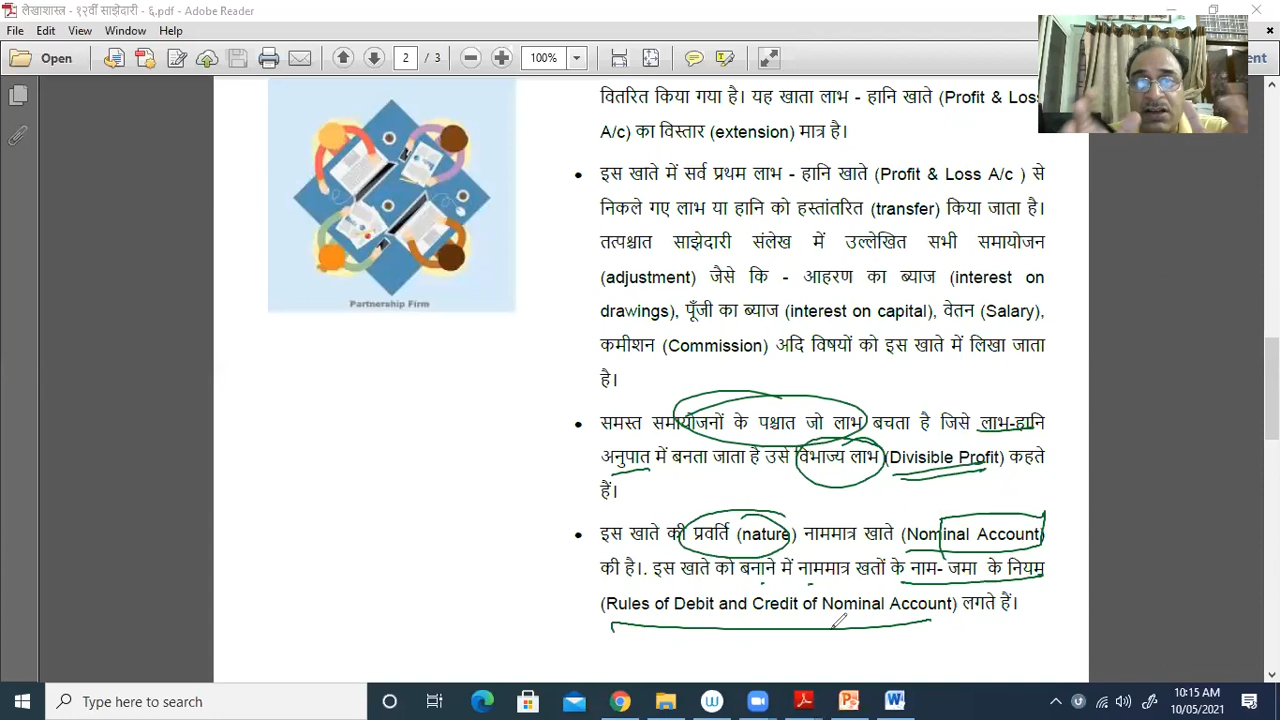 लेखाशास्त्र - १२वीं साझेदारी - ६.pdf - Adobe Reader
File Edit View Window Help
Open 2 / 3 100% Comment
वितरित किया गया है। यह खाता लाभ - हानि खाते (Profit & Loss
A/c) का विस्तार (extension) मात्र है।
• इस खाते में सर्व प्रथम लाभ - हानि खाते (Profit & Loss A/c ) से
निकले गए लाभ या हानि को हस्तांतरित (transfer) किया जाता है।
तत्पश्चात साझेदारी संलेख में उल्लेखित सभी समायोजन
(adjustment) जैसे कि - आहरण का ब्याज (interest on
drawings), पूँजी का ब्याज (interest on capital), वेतन (Salary),
कमीशन (Commission) अदि विषयों को इस खाते में लिखा जाता
है।
Partnership Firm
• समस्त समायोजनों के पश्चात जो लाभ बचता है जिसे लाभ-हानि
अनुपात में बनता जाता है उसे विभाज्य लाभ (Divisible Profit) कहते
हैं।
• इस खाते की प्रवर्ति (nature) नाममात्र खाते (Nominal Account)
की है।. इस खाते को बनाने में नाममात्र खतों के नाम- जमा के नियम
(Rules of Debit and Credit of Nominal Account) लगते हैं।
Type here to search
10:15 AM
10/05/2021